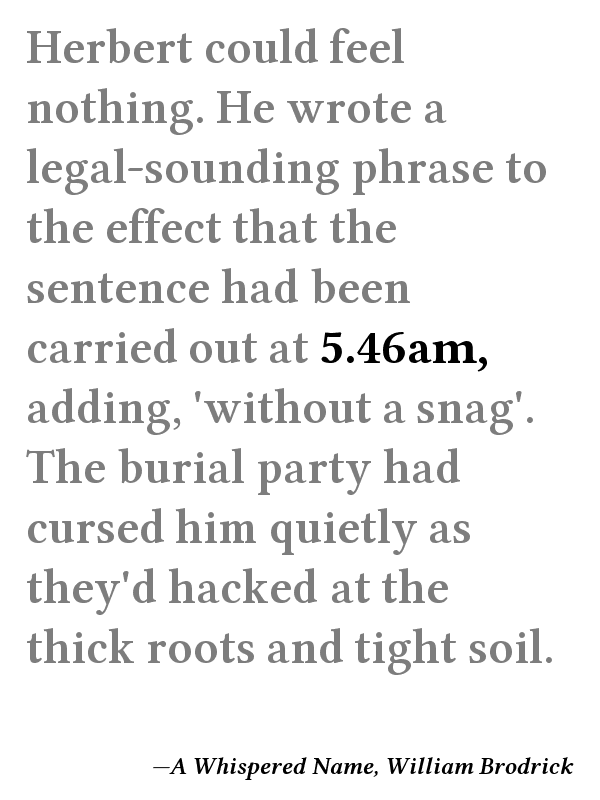 Herbert could feel
nothing. He wrote a
legal-sounding phrase to
the effect that the
sentence had been
carried out at 5.46am,
adding, 'without a snag'.
The burial party had
cursed him quietly as
they'd hacked at the
thick roots and tight soil.
—A Whispered Name, William Brodrick